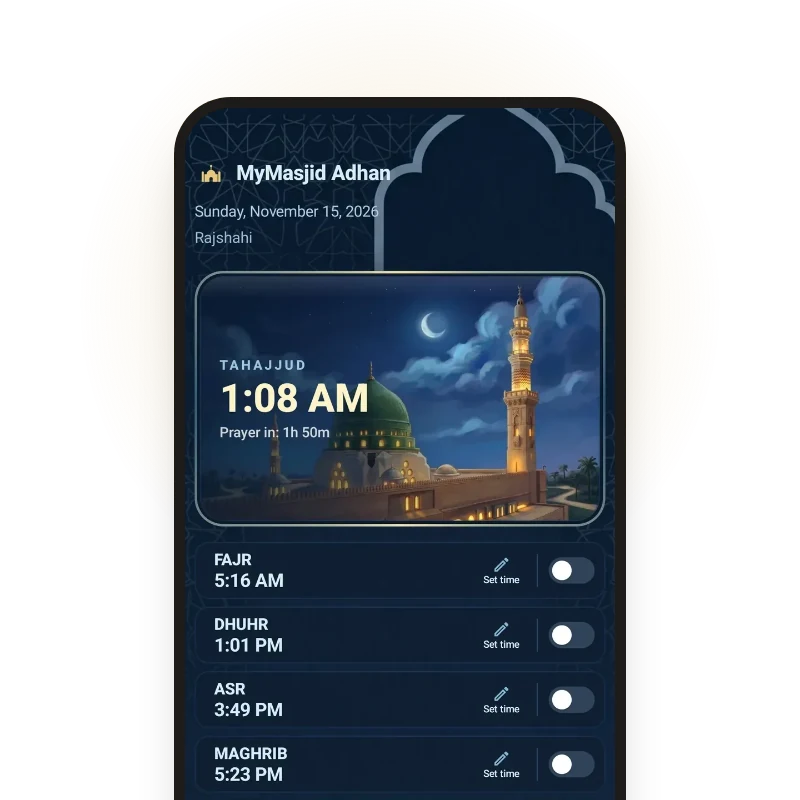 MyMasjid Adhan
Sunday, November 15, 2026
Rajshahi
TAHAJJUD
1:08 AM
Prayer in: 1h 50m
FAJR
5:16 AM
Set time
DHUHR
1:01 PM
Set time
ASR
3:49 PM
Set time
MAGHRIB
5:23 PM
Set time